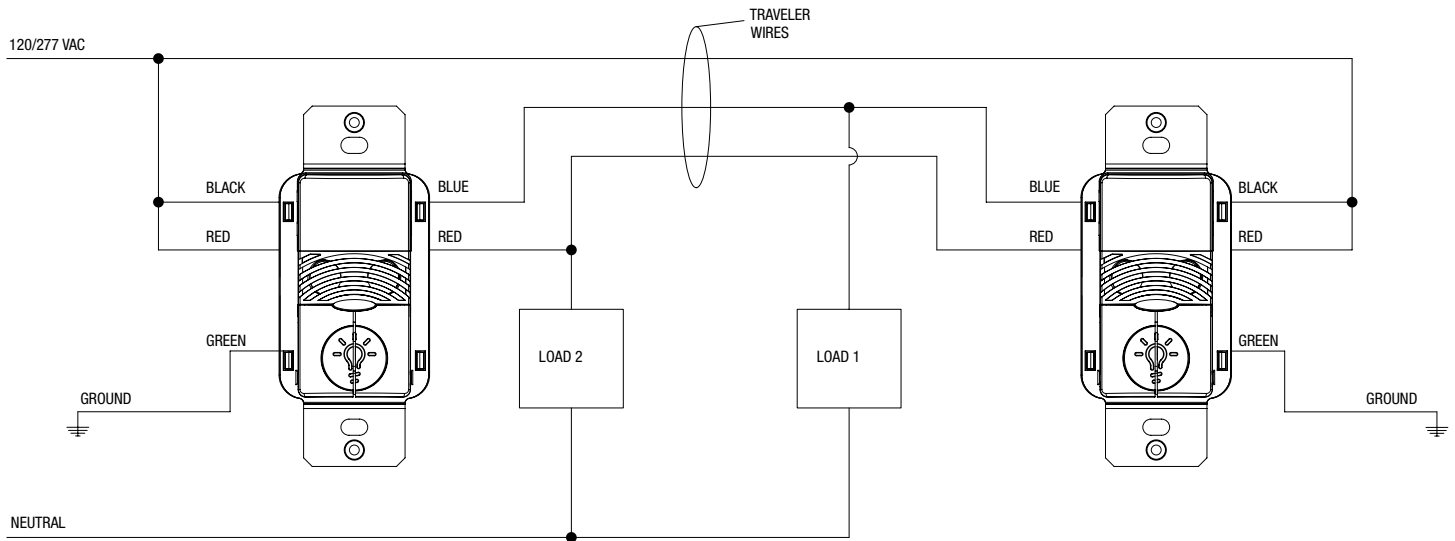 TRAVELER
WIRES
120/277 VAC
BLACK
BLUE
BLUE
BLACK
RED
RED
RED
RED
GREEN
LOAD 2
LOAD 1
GREEN
GROUND
GROUND
NEUTRAL